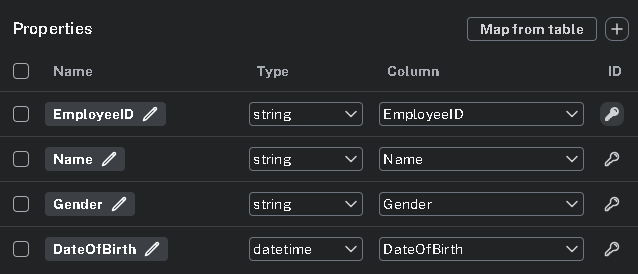 Properties Map from table
Name Type Column ID
EmployeeID string EmployeeID
Name string Name
Gender string Gender
DateOfBirth datetime DateOfBirth